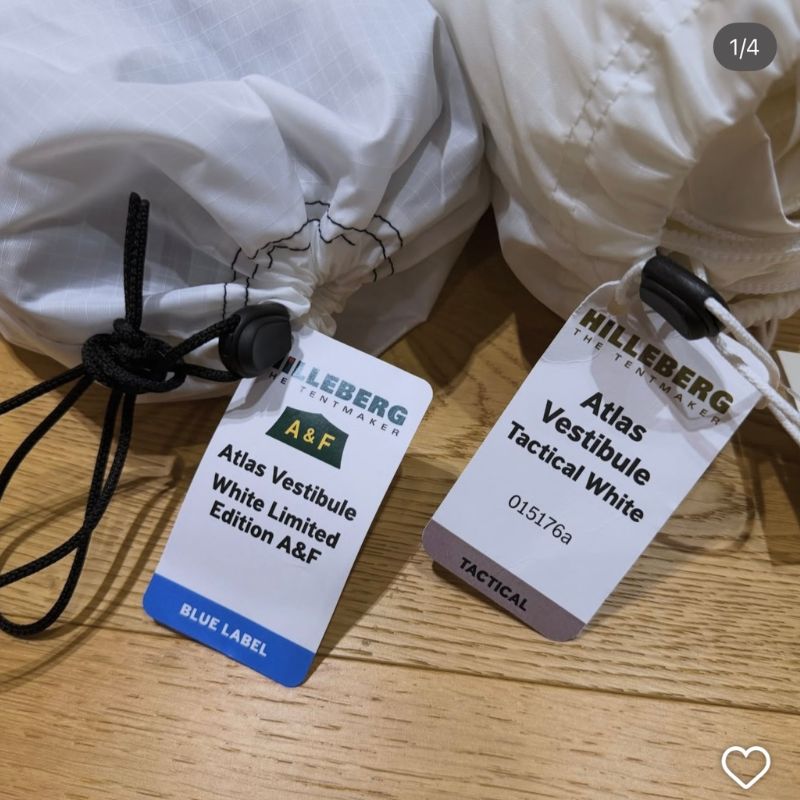 1/4
HILLEBERG
THE TENTMAKER
A & F
Atlas Vestibule
White Limited
Edition A&F
BLUE LABEL
HILLEBERG
THE TENTMAKER
Atlas
Vestibule
Tactical White
015176a
TACTICAL